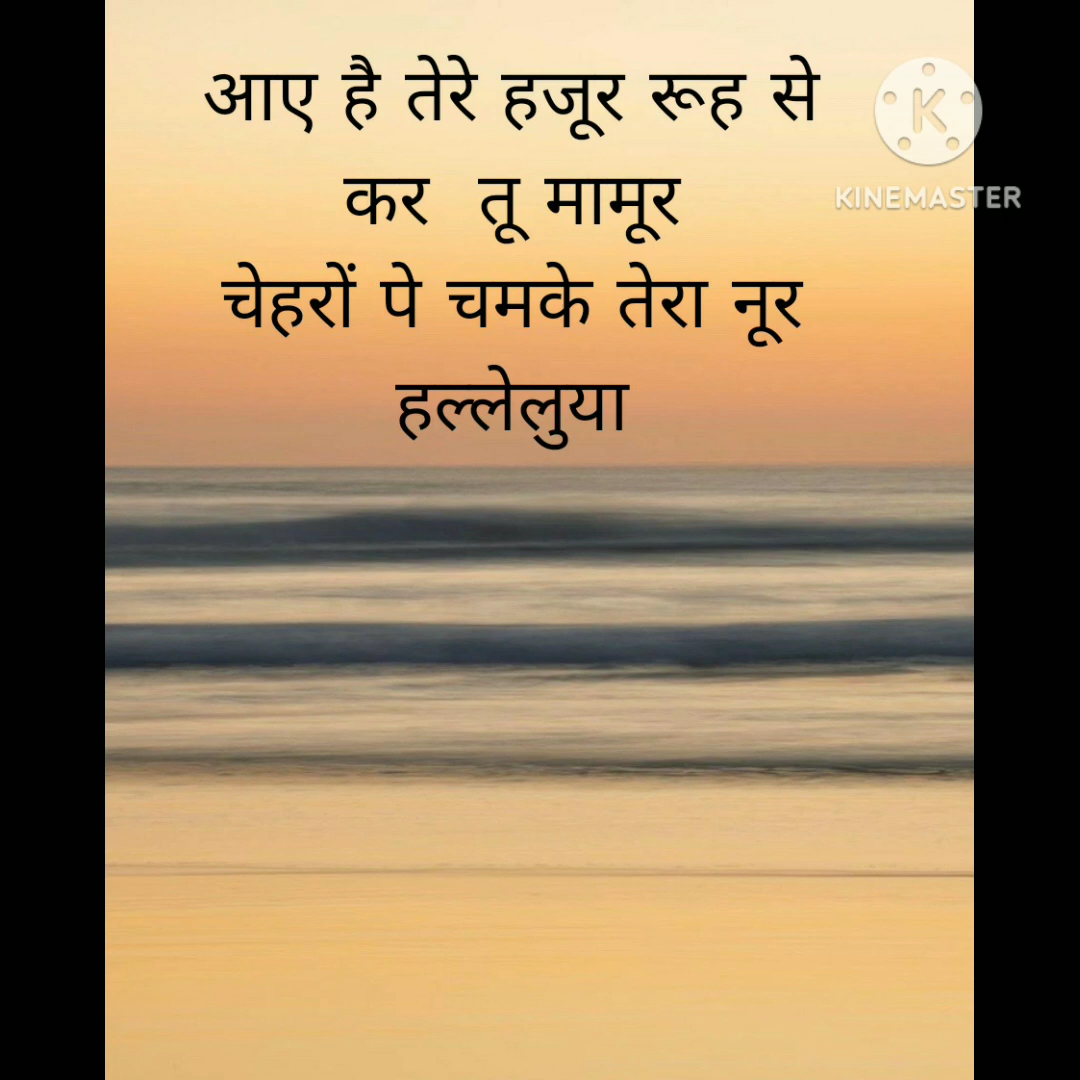 आए है तेरे हजूर रूह से
कर तू मामूर
चेहरों पे चमके तेरा नूर
हल्लेलुया
K
KINEMASTER